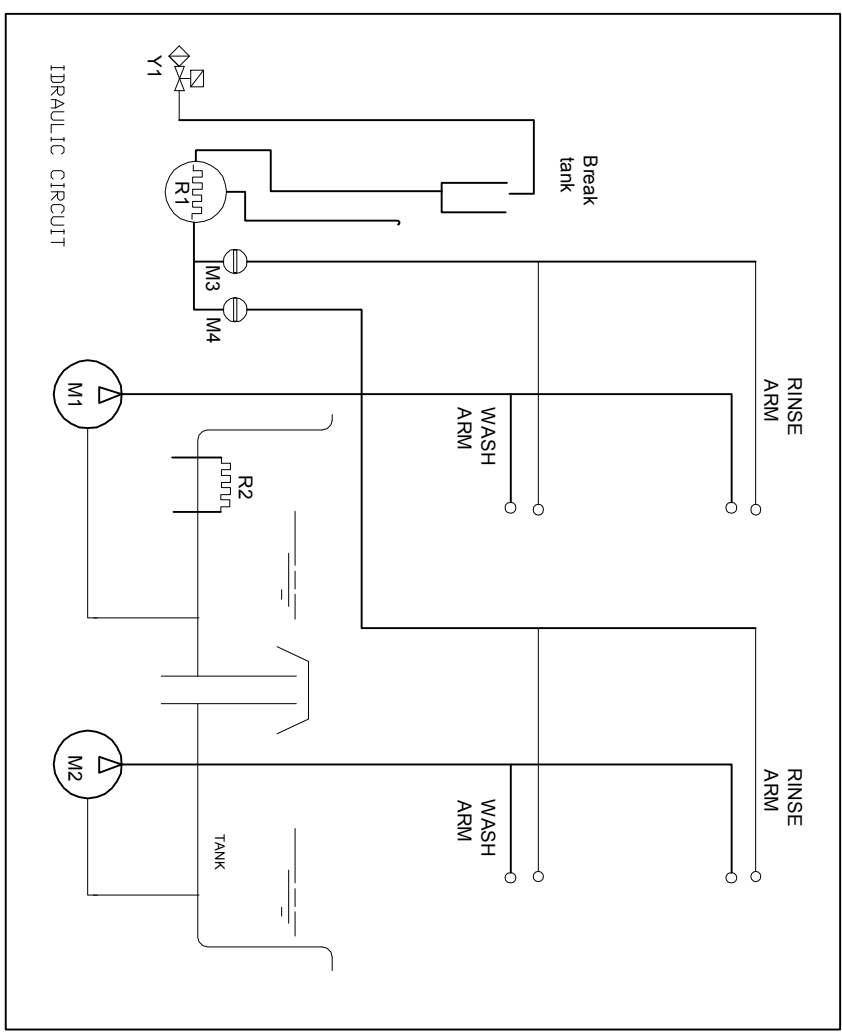 Y1
IDRAULIC CIRCUIT
Break
tank
R1
M3
M4
RINSE
ARM
WASH
ARM
M1
R2
RINSE
ARM
WASH
ARM
M2
TANK